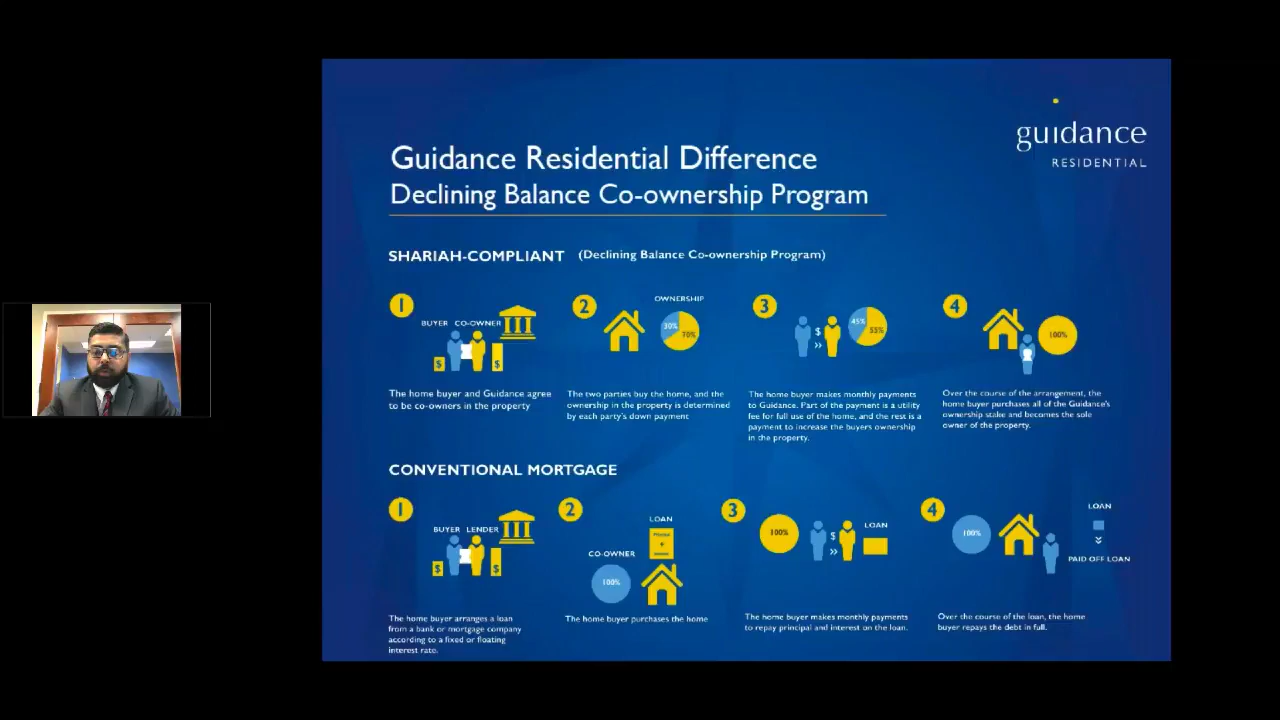 guidance
RESIDENTIAL
Guidance Residential Difference
Declining Balance Co-ownership Program
SHARIAH-COMPLIANT (Declining Balance Co-ownership Program)
1
BUYER CO-OWNER
$ $
The home buyer and Guidance agree
to be co-owners in the property
2
OWNERSHIP
30% 70%
The two parties buy the home, and the
ownership in the property is determined
by each party's down payment
3
$
»
45% 55%
The home buyer makes monthly payments
to Guidance. Part of the payment is a utility
fee for full use of the home, and the rest is a
payment to increase the buyers ownership
in the property.
4
100%
Over the course of the arrangement, the
home buyer purchases all of the Guidance's
ownership stake and becomes the sole
owner of the property.
CONVENTIONAL MORTGAGE
1
BUYER LENDER
$ $
The home buyer arranges a loan
from a bank or mortgage company
according to a fixed or floating
interest rate.
2
LOAN
+
CO-OWNER
100%
The home buyer purchases the home
3
100%
$
»
LOAN
The home buyer makes monthly payments
to repay principal and interest on the loan.
4
100%
LOAN
PAID OFF LOAN
Over the course of the loan, the home
buyer repays the debt in full.